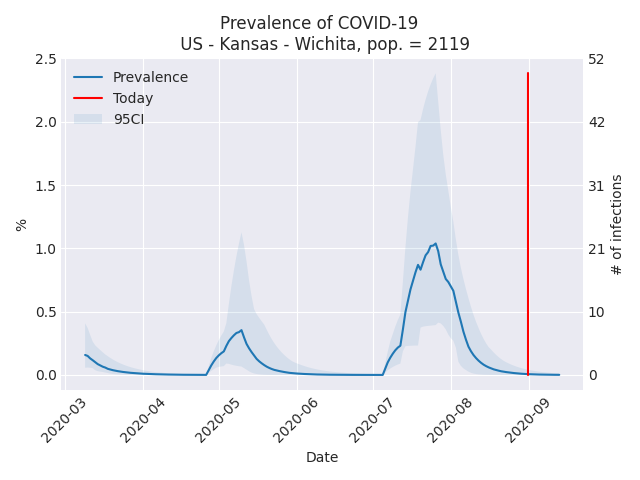 Prevalence of COVID-19
US - Kansas - Wichita, pop. = 2119
Prevalence
Today
95CI
2.5
2.0
1.5
1.0
0.5
0.0
%
52
42
31
21
10
0
# of infections
2020-03
2020-04
2020-05
2020-06
2020-07
2020-08
2020-09
Date